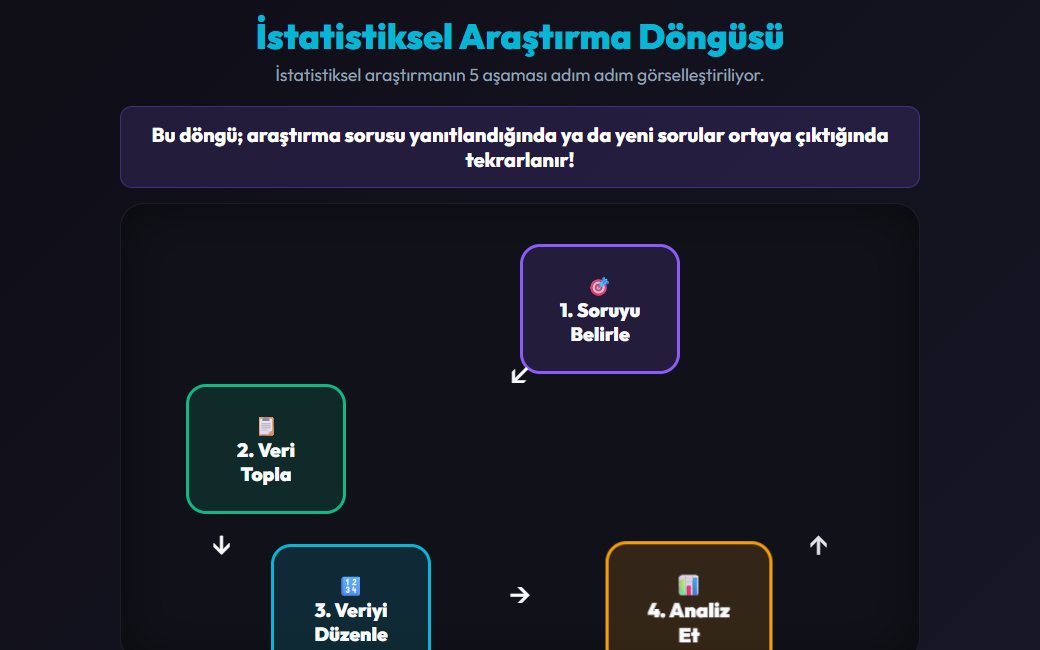 İstatistiksel Araştırma Döngüsü
İstatistiksel araştırmanın 5 aşaması adım adım görselleştiriliyor.
Bu döngü; araştırma sorusu yanıtlandığında ya da yeni sorular ortaya çıktığında
tekrarlanır!
1. Soruyu
Belirle
2. Veri
Topla
3. Veriyi
Düzenle
4. Analiz
Et